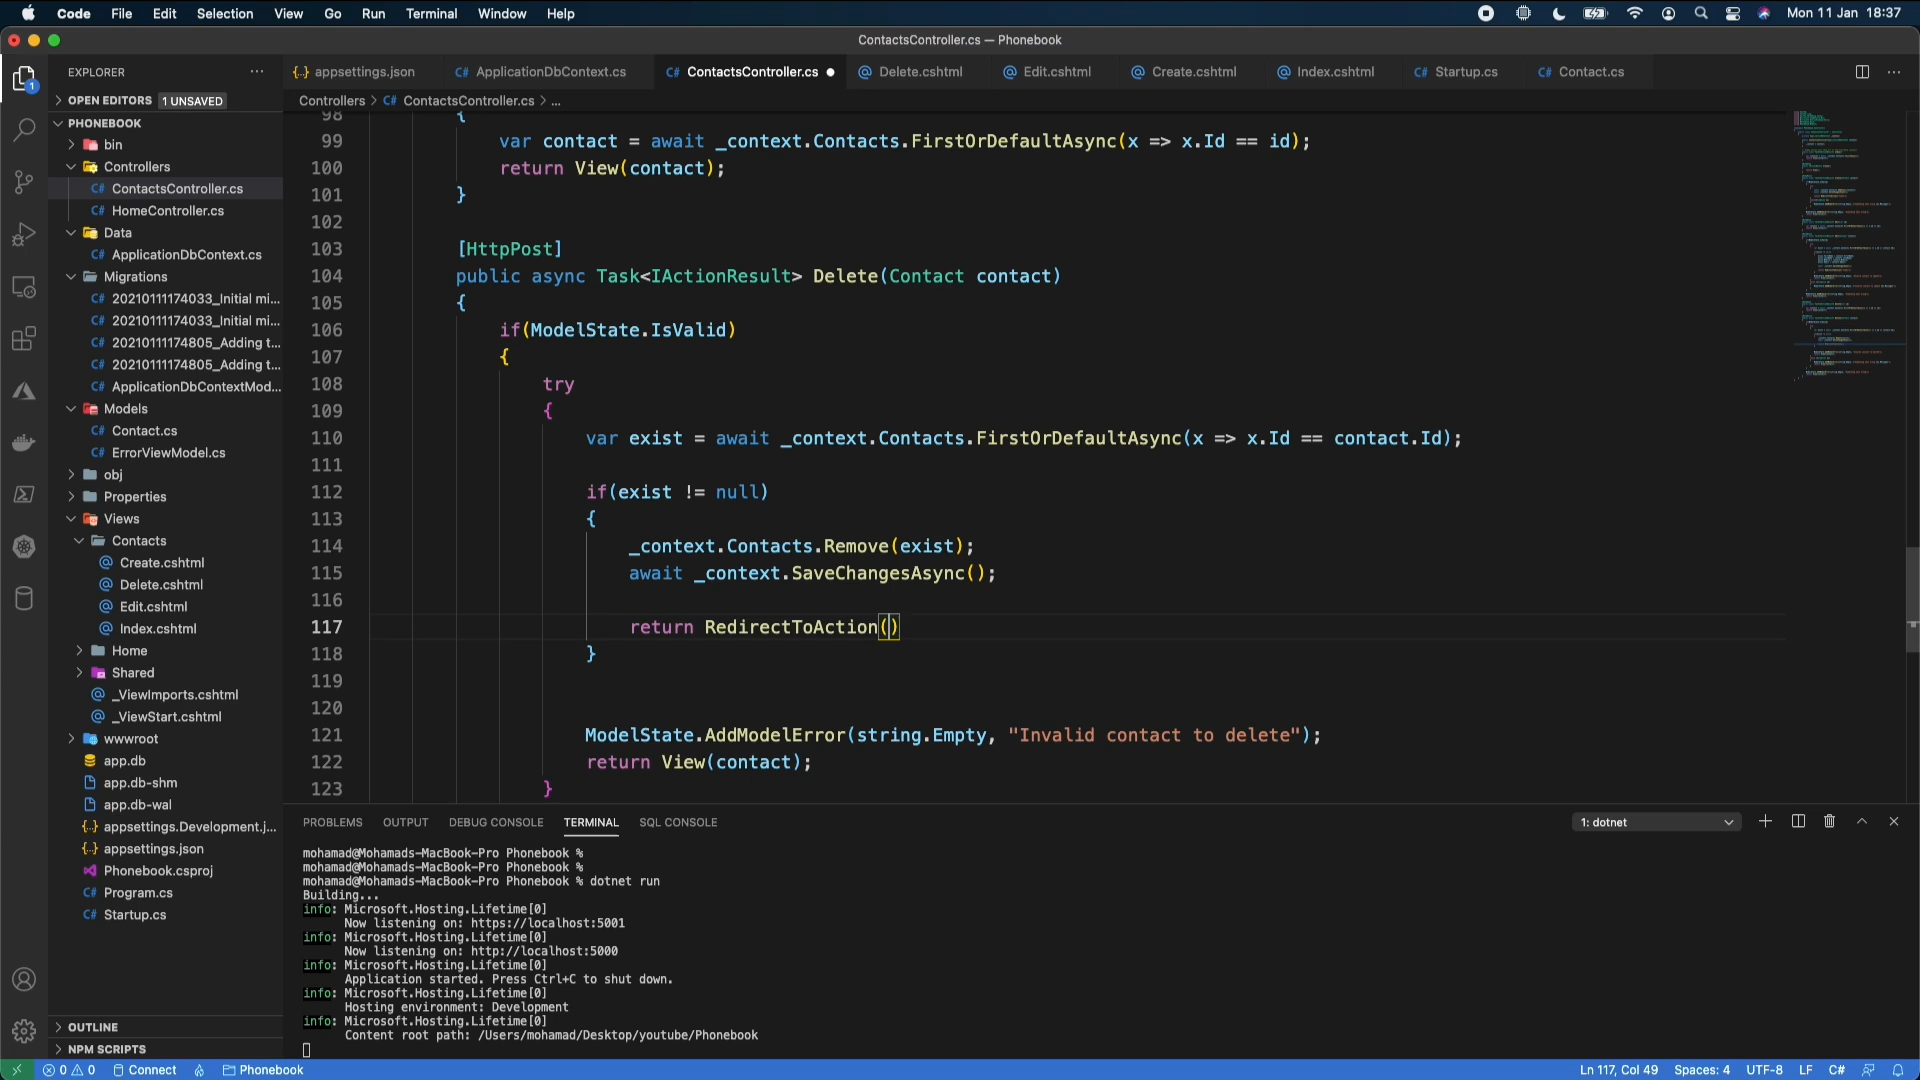 Code File Edit Selection View Go Run Terminal Window Help Mon 11 Jan 18:37
ContactsController.cs — Phonebook
EXPLORER ···
OPEN EDITORS 1 UNSAVED
PHONEBOOK
bin
Controllers
C# ContactsController.cs
C# HomeController.cs
Data
C# ApplicationDbContext.cs
Migrations
C# 20210111174033_Initial mi...
C# 20210111174033_Initial mi...
C# 20210111174805_Adding t...
C# 20210111174805_Adding t...
C# ApplicationDbContextMod...
Models
C# Contact.cs
C# ErrorViewModel.cs
obj
Properties
Views
Contacts
@ Create.cshtml
@ Delete.cshtml
@ Edit.cshtml
@ Index.cshtml
Home
Shared
@ _ViewImports.cshtml
@ _ViewStart.cshtml
wwwroot
app.db
app.db-shm
app.db-wal
{··} appsettings.Development.j...
{··} appsettings.json
Phonebook.csproj
C# Program.cs
C# Startup.cs
OUTLINE
NPM SCRIPTS
{··} appsettings.json C# ApplicationDbContext.cs C# ContactsController.cs ● @ Delete.cshtml @ Edit.cshtml @ Create.cshtml @ Index.cshtml C# Startup.cs C# Contact.cs
Controllers > C# ContactsController.cs > ...
98 {
99 var contact = await _context.Contacts.FirstOrDefaultAsync(x => x.Id == id);
100 return View(contact);
101 }
102
103 [HttpPost]
104 public async Task<IActionResult> Delete(Contact contact)
105 {
106 if(ModelState.IsValid)
107 {
108 try
109 {
110 var exist = await _context.Contacts.FirstOrDefaultAsync(x => x.Id == contact.Id);
111
112 if(exist != null)
113 {
114 _context.Contacts.Remove(exist);
115 await _context.SaveChangesAsync();
116
117 return RedirectToAction()
118 }
119
120
121 ModelState.AddModelError(string.Empty, "Invalid contact to delete");
122 return View(contact);
123 }
PROBLEMS OUTPUT DEBUG CONSOLE TERMINAL SQL CONSOLE 1: dotnet
mohamad@Mohamads-MacBook-Pro Phonebook %
mohamad@Mohamads-MacBook-Pro Phonebook %
mohamad@Mohamads-MacBook-Pro Phonebook % dotnet run
Building...
info: Microsoft.Hosting.Lifetime[0]
Now listening on: https://localhost:5001
info: Microsoft.Hosting.Lifetime[0]
Now listening on: http://localhost:5000
info: Microsoft.Hosting.Lifetime[0]
Application started. Press Ctrl+C to shut down.
info: Microsoft.Hosting.Lifetime[0]
Hosting environment: Development
info: Microsoft.Hosting.Lifetime[0]
Content root path: /Users/mohamad/Desktop/youtube/Phonebook
0 0 Connect Phonebook Ln 117, Col 49 Spaces: 4 UTF-8 LF C#